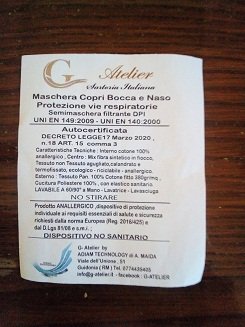 G Atelier
Sartoria Italiana
Maschera Copri Bocca e Naso
Protezione vie respiratorie
Semimaschera filtrante DPI
UNI EN 149:2009 - UNI EN 140:2000
Autocertificata
DECRETO LEGGE17 Marzo 2020 ,
n.18 ART. 15 comma 3
Caratteristiche Tecniche : Interno cotone 100%
anallergico , Centro : Mix fibra sintetico in fiocco,
Tessuto non Tessuto agugliato,calandrato e
termofissato, ecologico - riciclabile - anallergico.
Esterno : Tessuto Pan. 100% Cotone fitto 380grm
Cucitura Poliestere 100% , con elastico sanitario.
LAVABILE A 60/90° a Mano - Lavatrice - Lavasciuga
NO STIRARE
Prodotto ANALLERGICO ,dispositivo di protezione
individuale ai requisiti essenziali di salute e sicurezza
richiesti dalla norma Europea (Reg. 2016/425) e
dal D.Lgs 81/08 e s.m.i. ;
DISPOSITIVO NO SANITARIO
G- Atelier by
ADIAM TECHNOLOGY di A. MAIDA
Viale dell'Unione , 51
Guidonia ( RM ) Tel. 0774435425
info@g-atelier.it - facebook : G-ATELIER